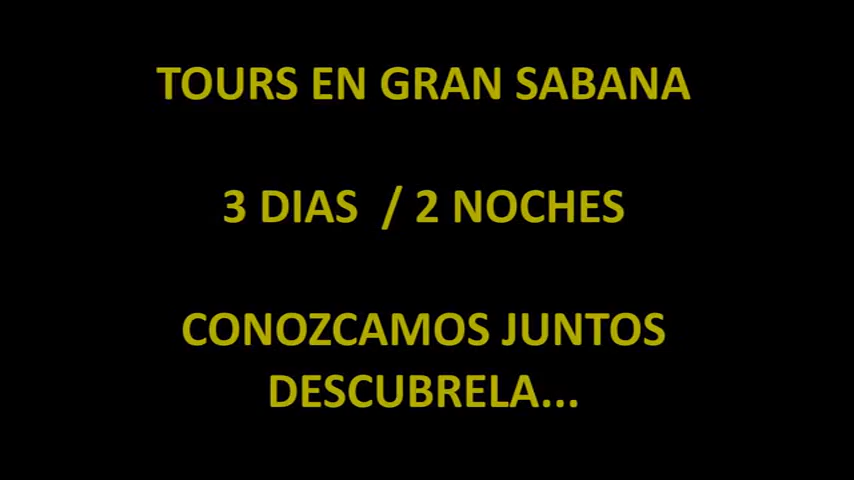 TOURS EN GRAN SABANA
3 DIAS / 2 NOCHES
CONOZCAMOS JUNTOS
DESCUBRELA...